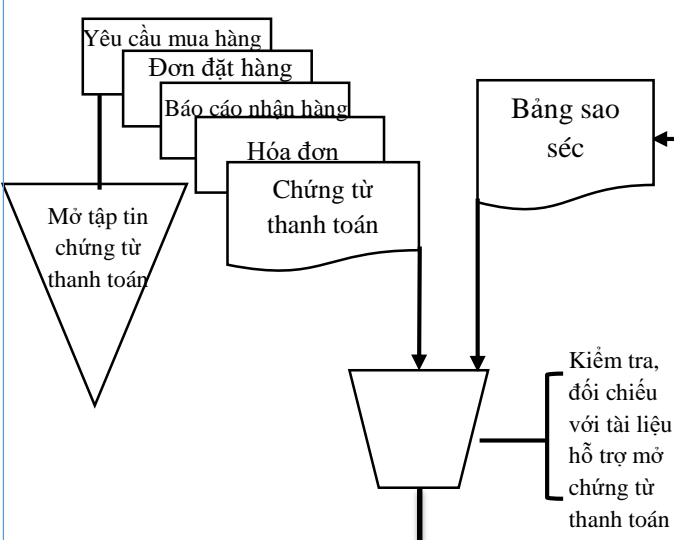 Yêu cầu mua hàng
Đơn đặt hàng
Báo cáo nhận hàng
Hóa đơn
Chứng từ
thanh toán
Bảng sao
séc
Mở tập tin
chứng từ
thanh toán
Kiểm tra,
đối chiếu
với tài liệu
hỗ trợ mở
chứng từ
thanh toán